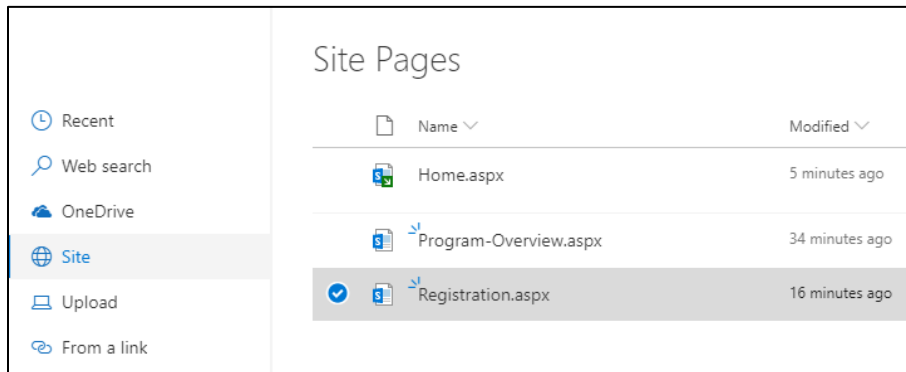 Site Pages
Recent
Web search
OneDrive
Site
Upload
From a link
Name Modified
Home.aspx 5 minutes ago
Program-Overview.aspx 34 minutes ago
Registration.aspx 16 minutes ago